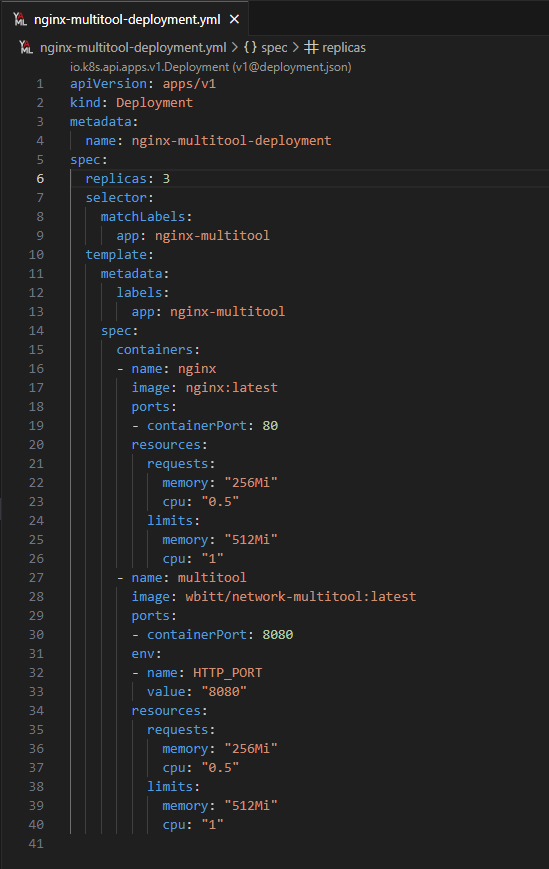 nginx-multitool-deployment.yml ×
nginx-multitool-deployment.yml > {} spec > replicas
io.k8s.api.apps.v1.Deployment (v1@deployment.json)
1 apiVersion: apps/v1
2 kind: Deployment
3 metadata:
4   name: nginx-multitool-deployment
5 spec:
6   replicas: 3
7   selector:
8     matchLabels:
9       app: nginx-multitool
10   template:
11     metadata:
12       labels:
13         app: nginx-multitool
14     spec:
15       containers:
16       - name: nginx
17         image: nginx:latest
18         ports:
19         - containerPort: 80
20         resources:
21           requests:
22             memory: "256Mi"
23             cpu: "0.5"
24           limits:
25             memory: "512Mi"
26             cpu: "1"
27       - name: multitool
28         image: wbitt/network-multitool:latest
29         ports:
30         - containerPort: 8080
31         env:
32         - name: HTTP_PORT
33           value: "8080"
34         resources:
35           requests:
36             memory: "256Mi"
37             cpu: "0.5"
38           limits:
39             memory: "512Mi"
40             cpu: "1"
41